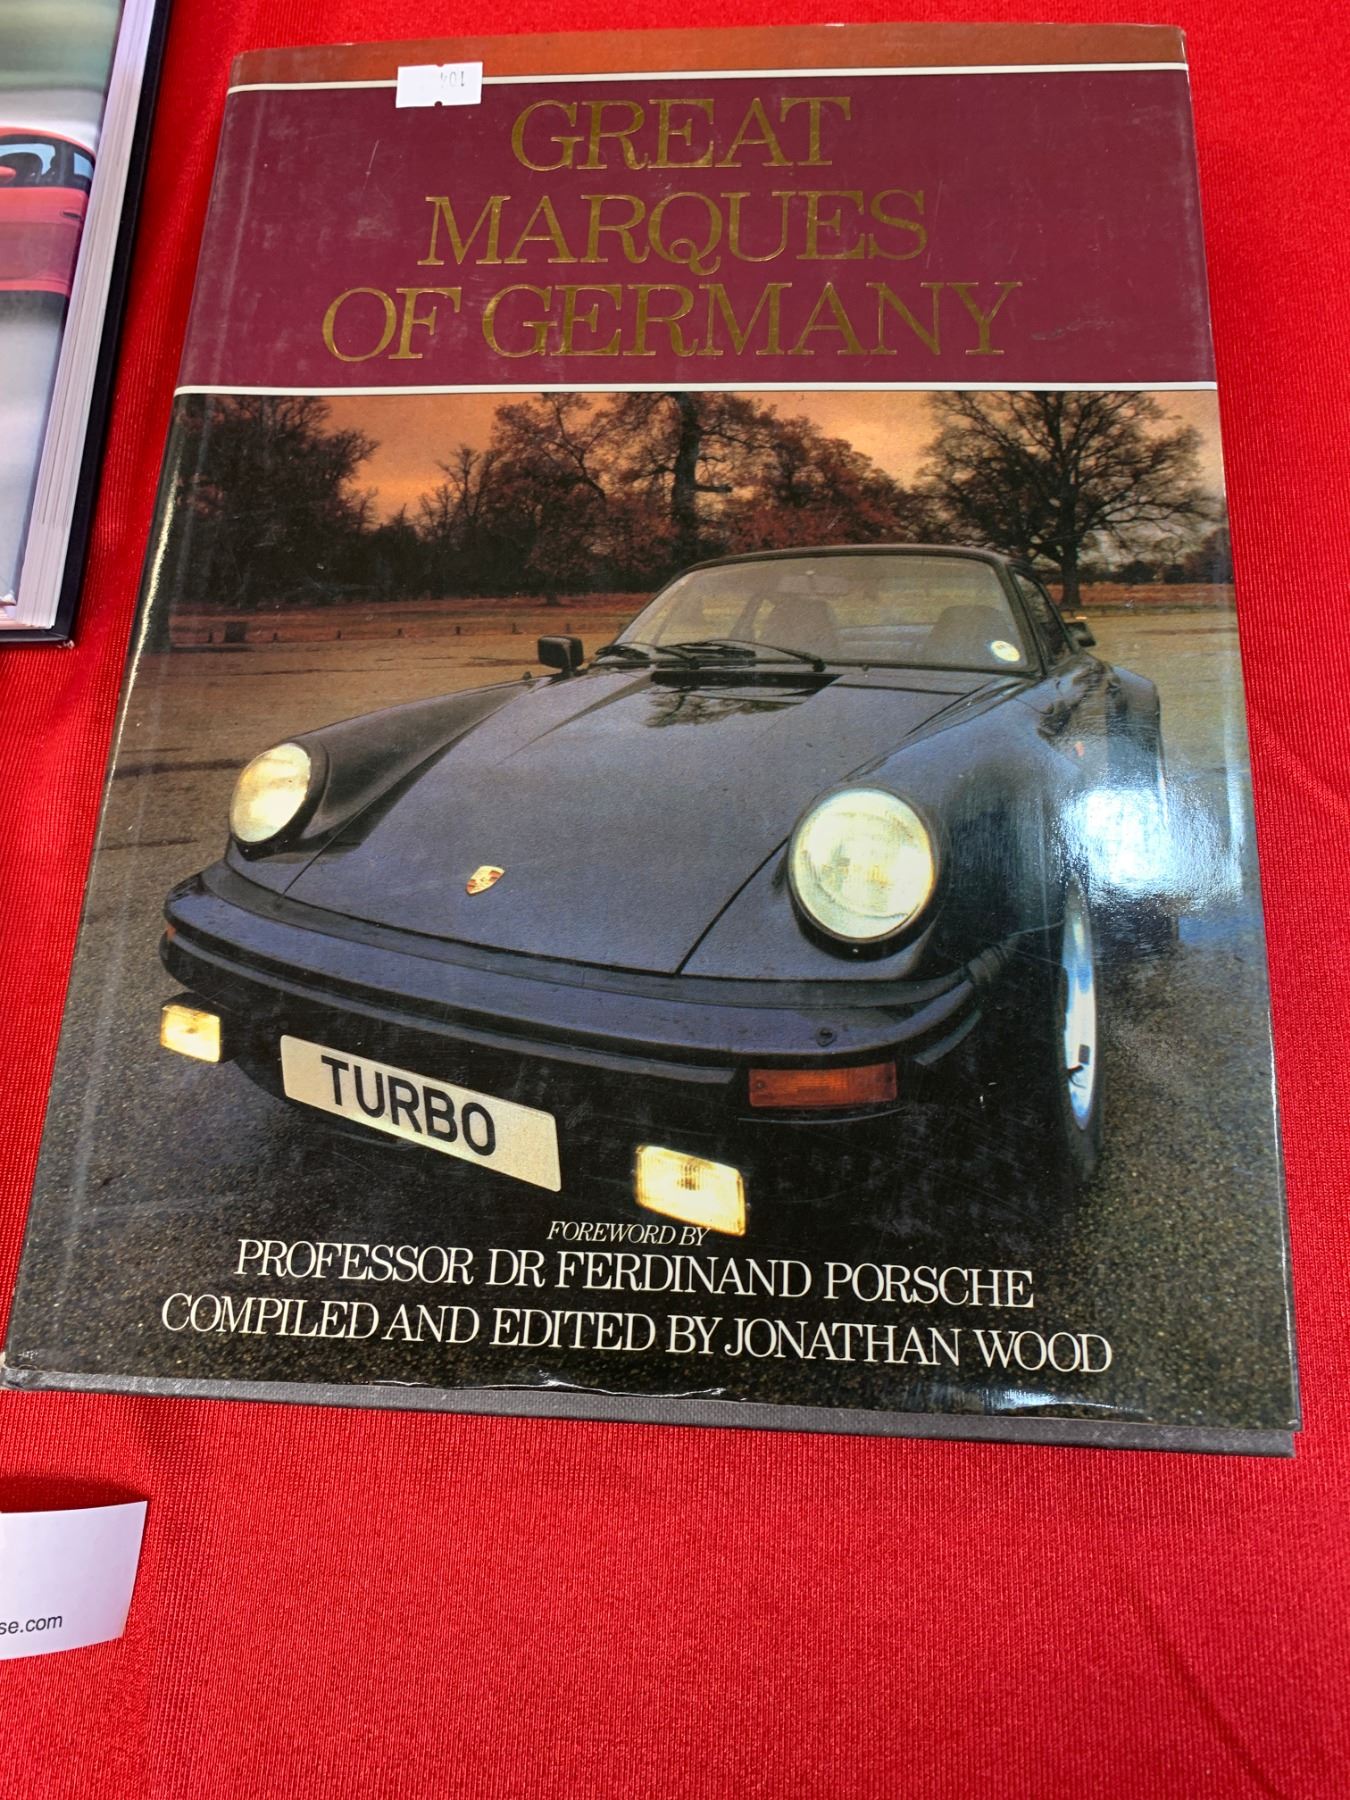 GREAT
MARQUES
OF GERMANY
TURBO
FOREWORD BY
PROFESSOR DR FERDINAND PORSCHE
COMPILED AND EDITED BY JONATHAN WOOD
se.com